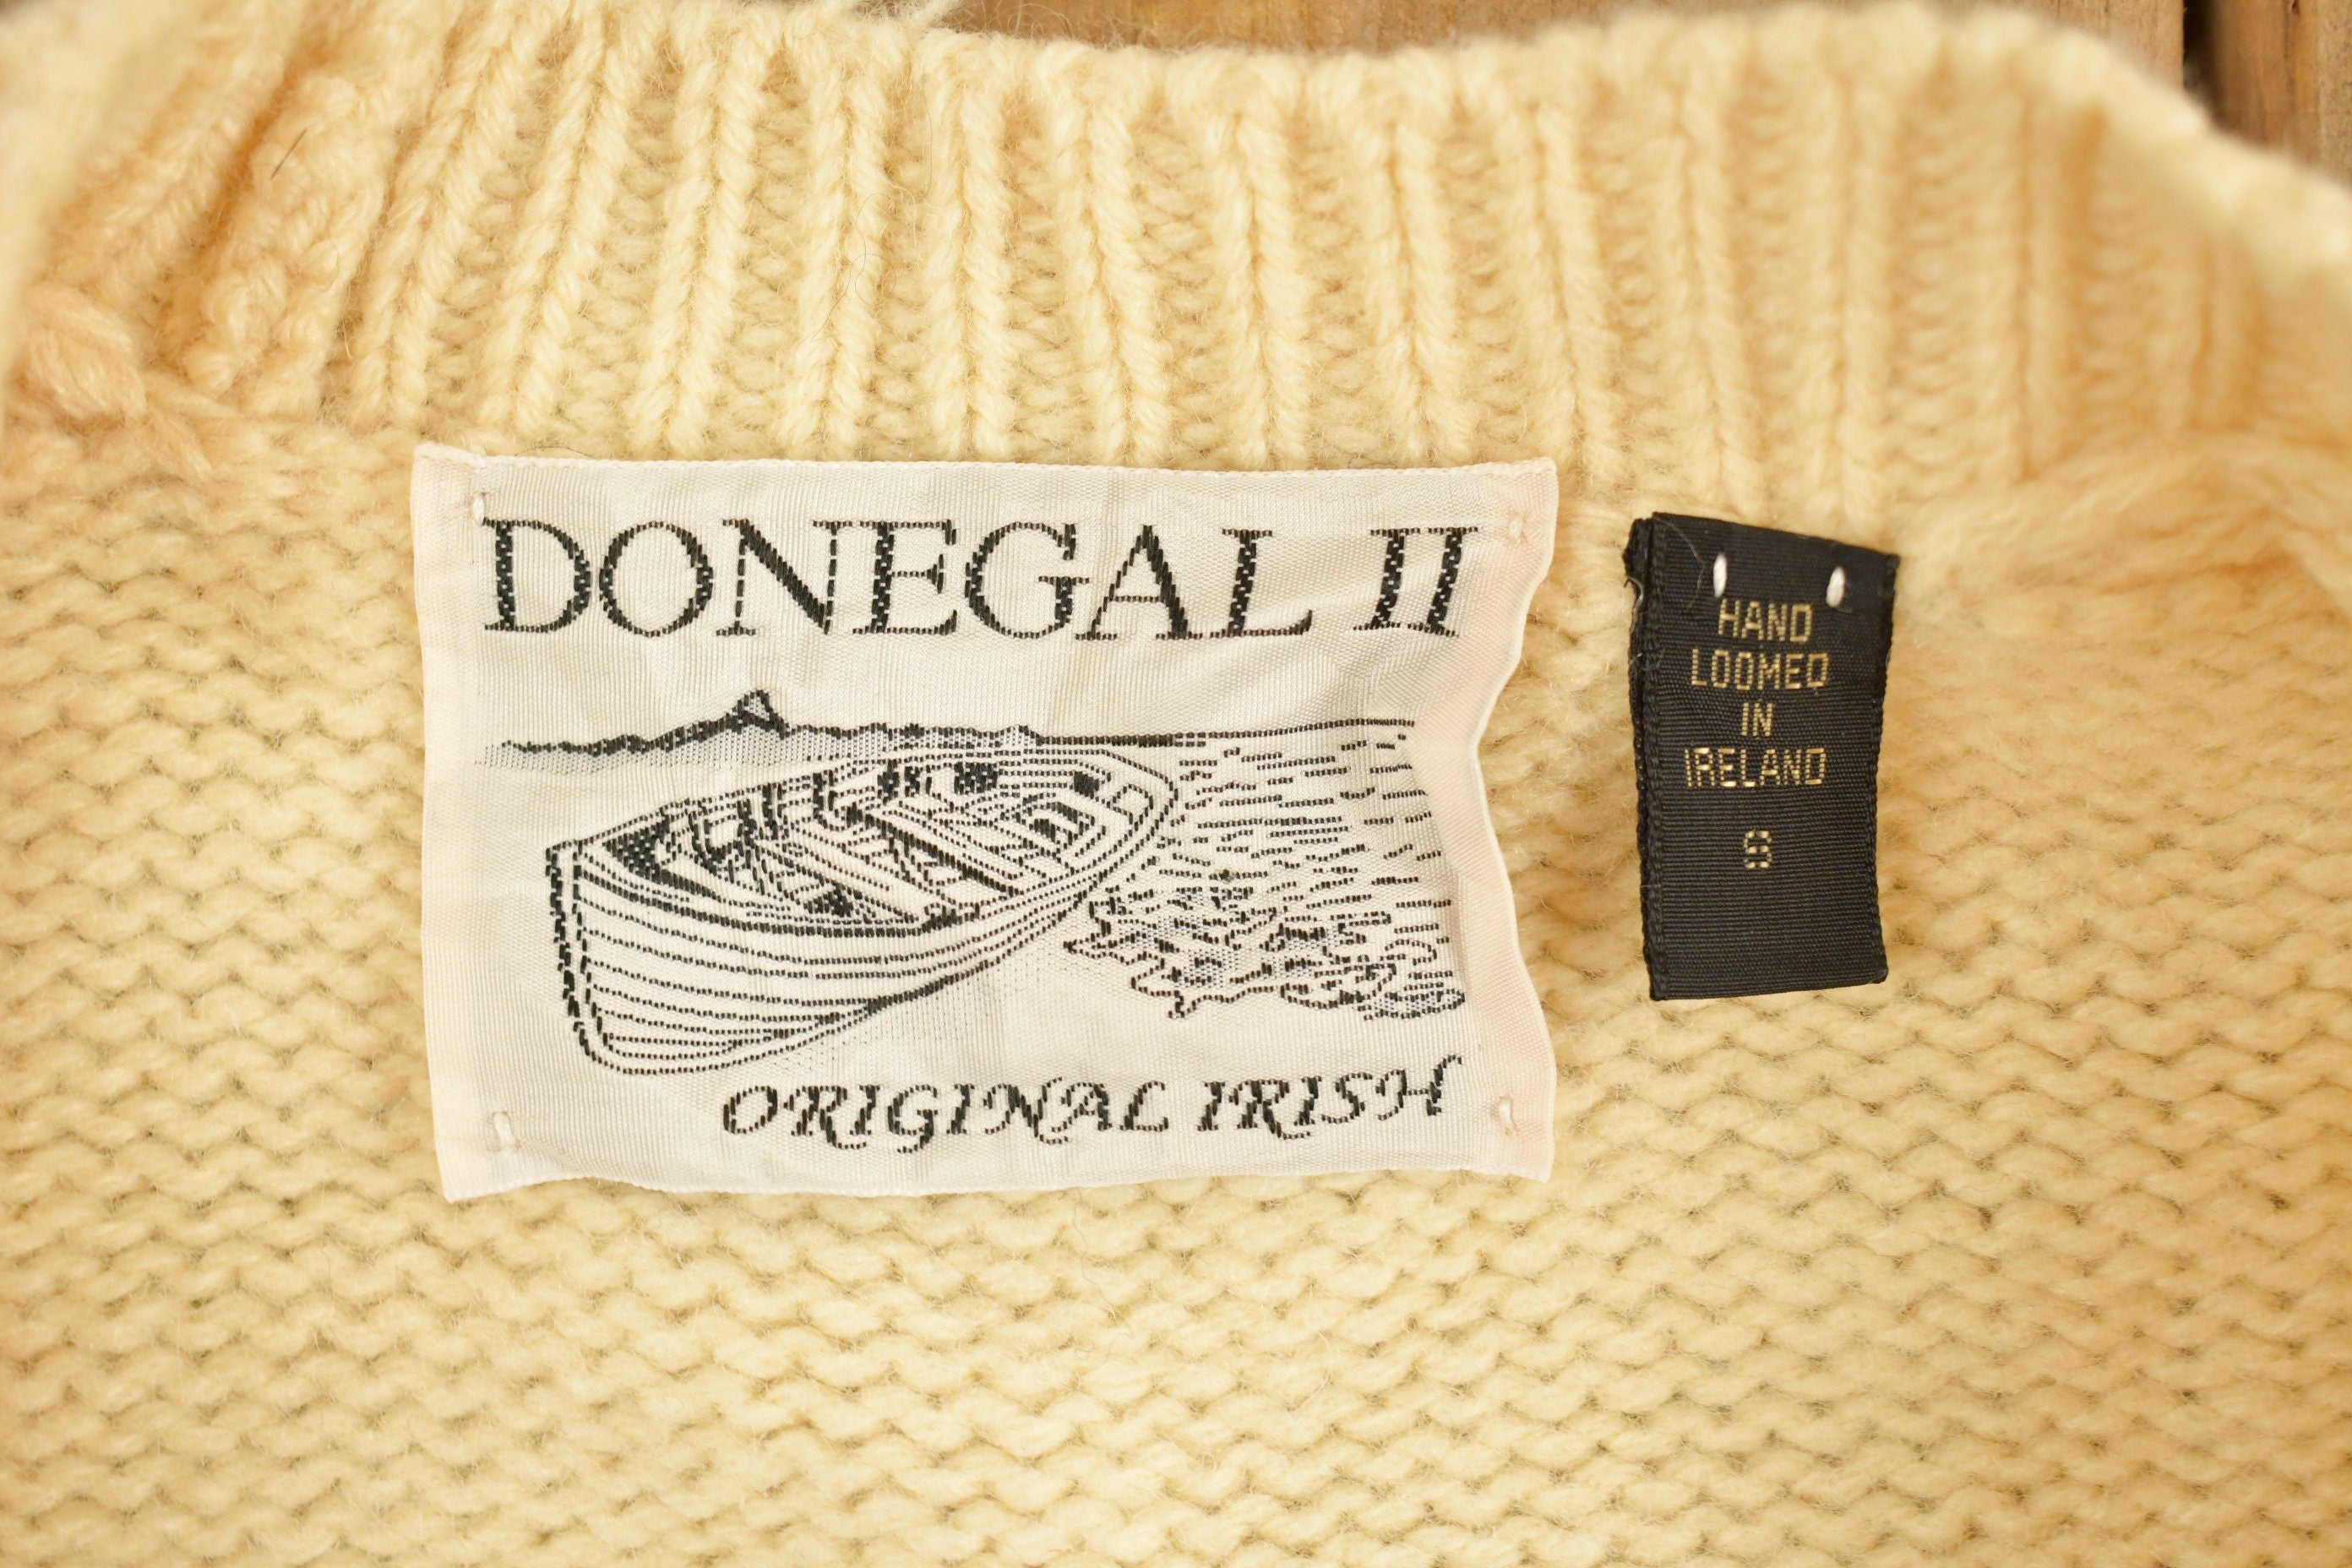 DONEGAL II
ORIGINAL IRISH
HAND
LOOMED
IN
IRELAND
S